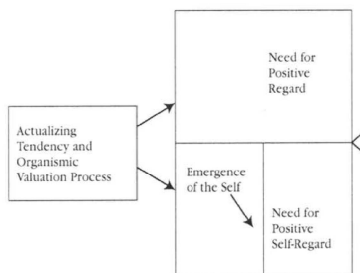 Need for
Positive
Regard
Actualizing
Tendency and
Organismic
Valuation Process
Emergence
of the Self
Need for
Positive
Self-Regard